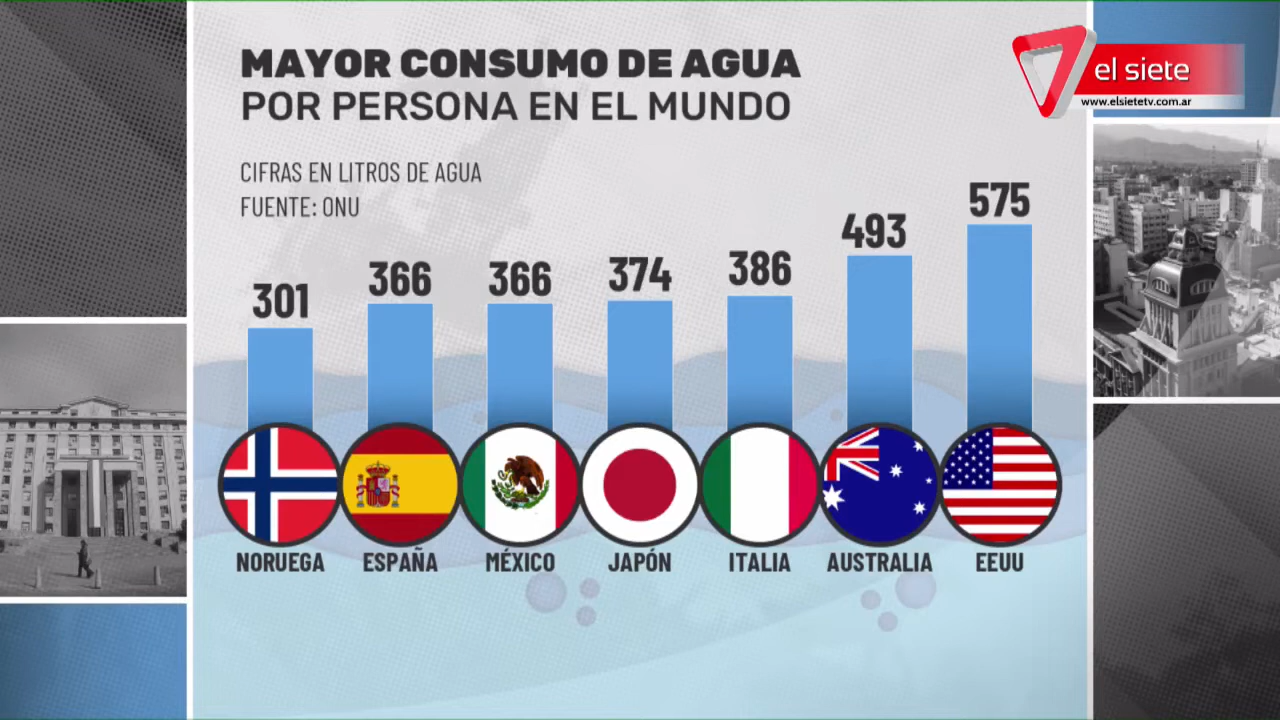 MAYOR CONSUMO DE AGUA
POR PERSONA EN EL MUNDO
el siete
www.elsietetv.com.ar
CIFRAS EN LITROS DE AGUA
FUENTE: ONU
301
366
366
374
386
493
575
NORUEGA
ESPAÑA
MÉXICO
JAPÓN
ITALIA
AUSTRALIA
EEUU